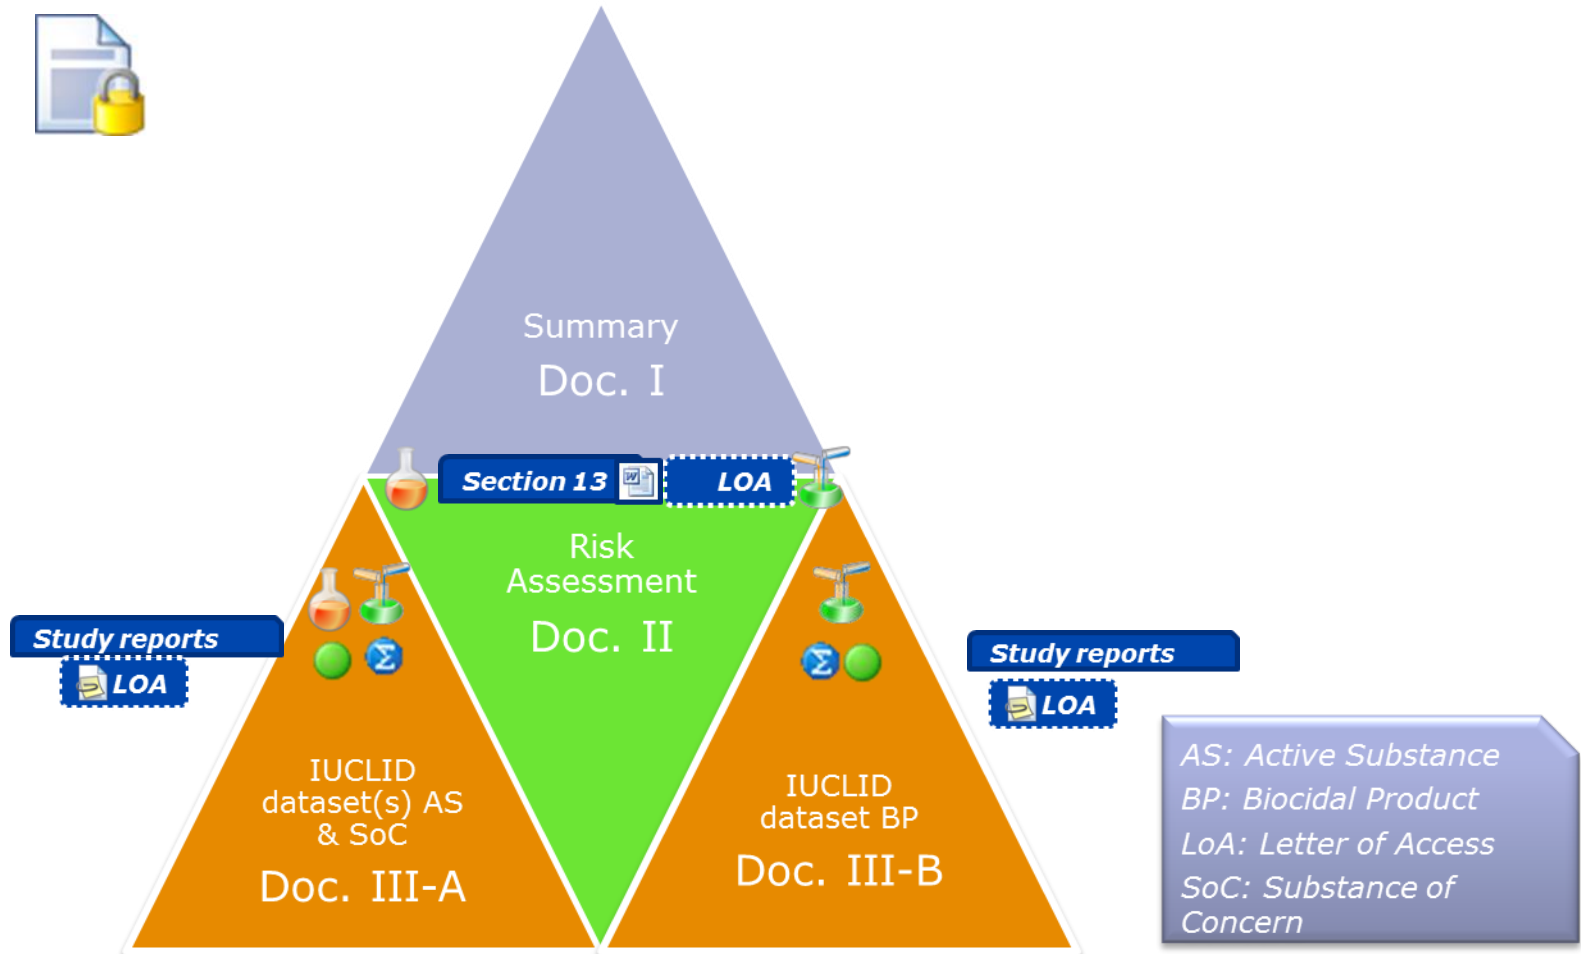 Summary
Doc. I
Section 13
LOA
Risk
Assessment
Doc. II
Study reports
LOA
Study reports
LOA
IUCLID
dataset(s) AS
& SoC
Doc. III-A
IUCLID
dataset BP
Doc. III-B
AS: Active Substance
BP: Biocidal Product
LoA: Letter of Access
SoC: Substance of
Concern